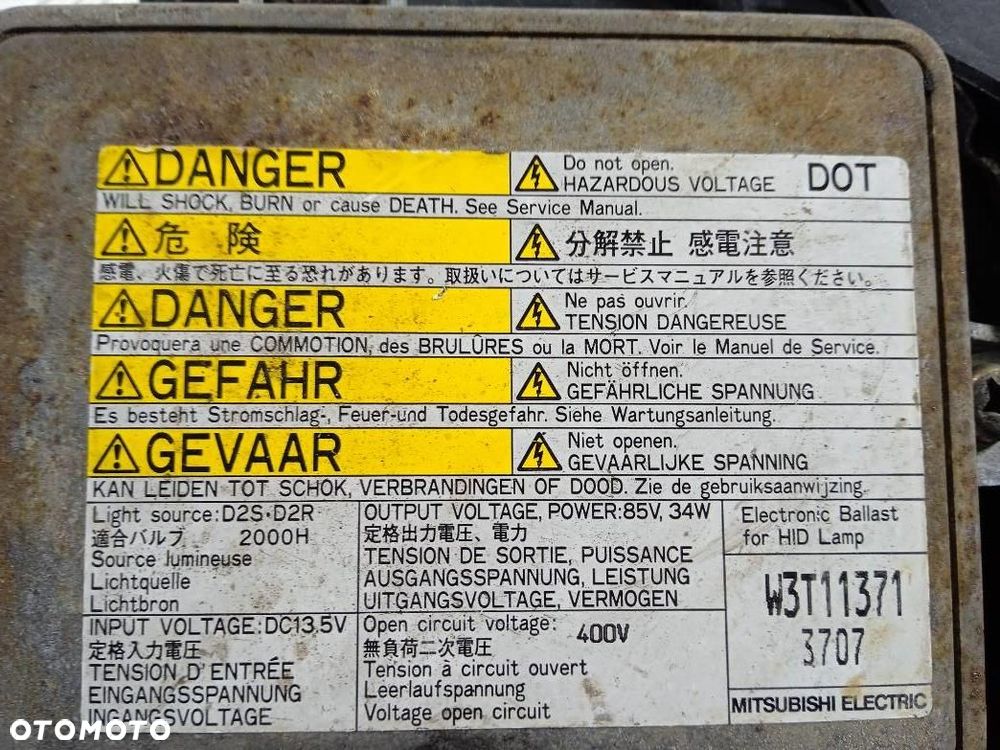 DANGER
Do not open.
HAZARDOUS VOLTAGE
DOT
WILL SHOCK, BURN or cause DEATH. See Service Manual.
危 険
分解禁止 感電注意
感電、火傷で死亡に至る恐れがあります。取扱いについてはサービスマニュアルを参照ください。
DANGER
Ne pas ouvrir.
TENSION DANGEREUSE
Provoquera une COMMOTION, des BRULÛRES ou la MORT. Voir le Manuel de Service.
GEFAHR
Nicht öffnen.
GEFÄHRLICHE SPANNUNG
Es besteht Stromschlag-, Feuer-und Todesgefahr. Siehe Wartungsanleitung.
GEVAAR
Niet openen.
GEVAARLIJKE SPANNING
KAN LEIDEN TOT SCHOK, VERBRANDINGEN OF DOOD. Zie de gebruiksaanwijzing.
Light source:D2S·D2R
適合バルブ 2000H
Source lumineuse
Lichtquelle
Lichtbron
OUTPUT VOLTAGE, POWER:85V, 34W
定格出力電圧、電力
TENSION DE SORTIE, PUISSANCE
AUSGANGSSPANNUNG, LEISTUNG
UITGANGSVOLTAGE, VERMOGEN
Electronic Ballast
for HID Lamp
INPUT VOLTAGE:DC13.5V
定格入力電圧
TENSION D'ENTRÉE
EINGANGSSPANNUNG
INGANGSVOLTAGE
Open circuit voltage: 400V
無負荷二次電圧
Tension à circuit ouvert
Leerlaufspannung
Voltage open circuit
W3T11371
3707
MITSUBISHI ELECTRIC
OTOMOTO